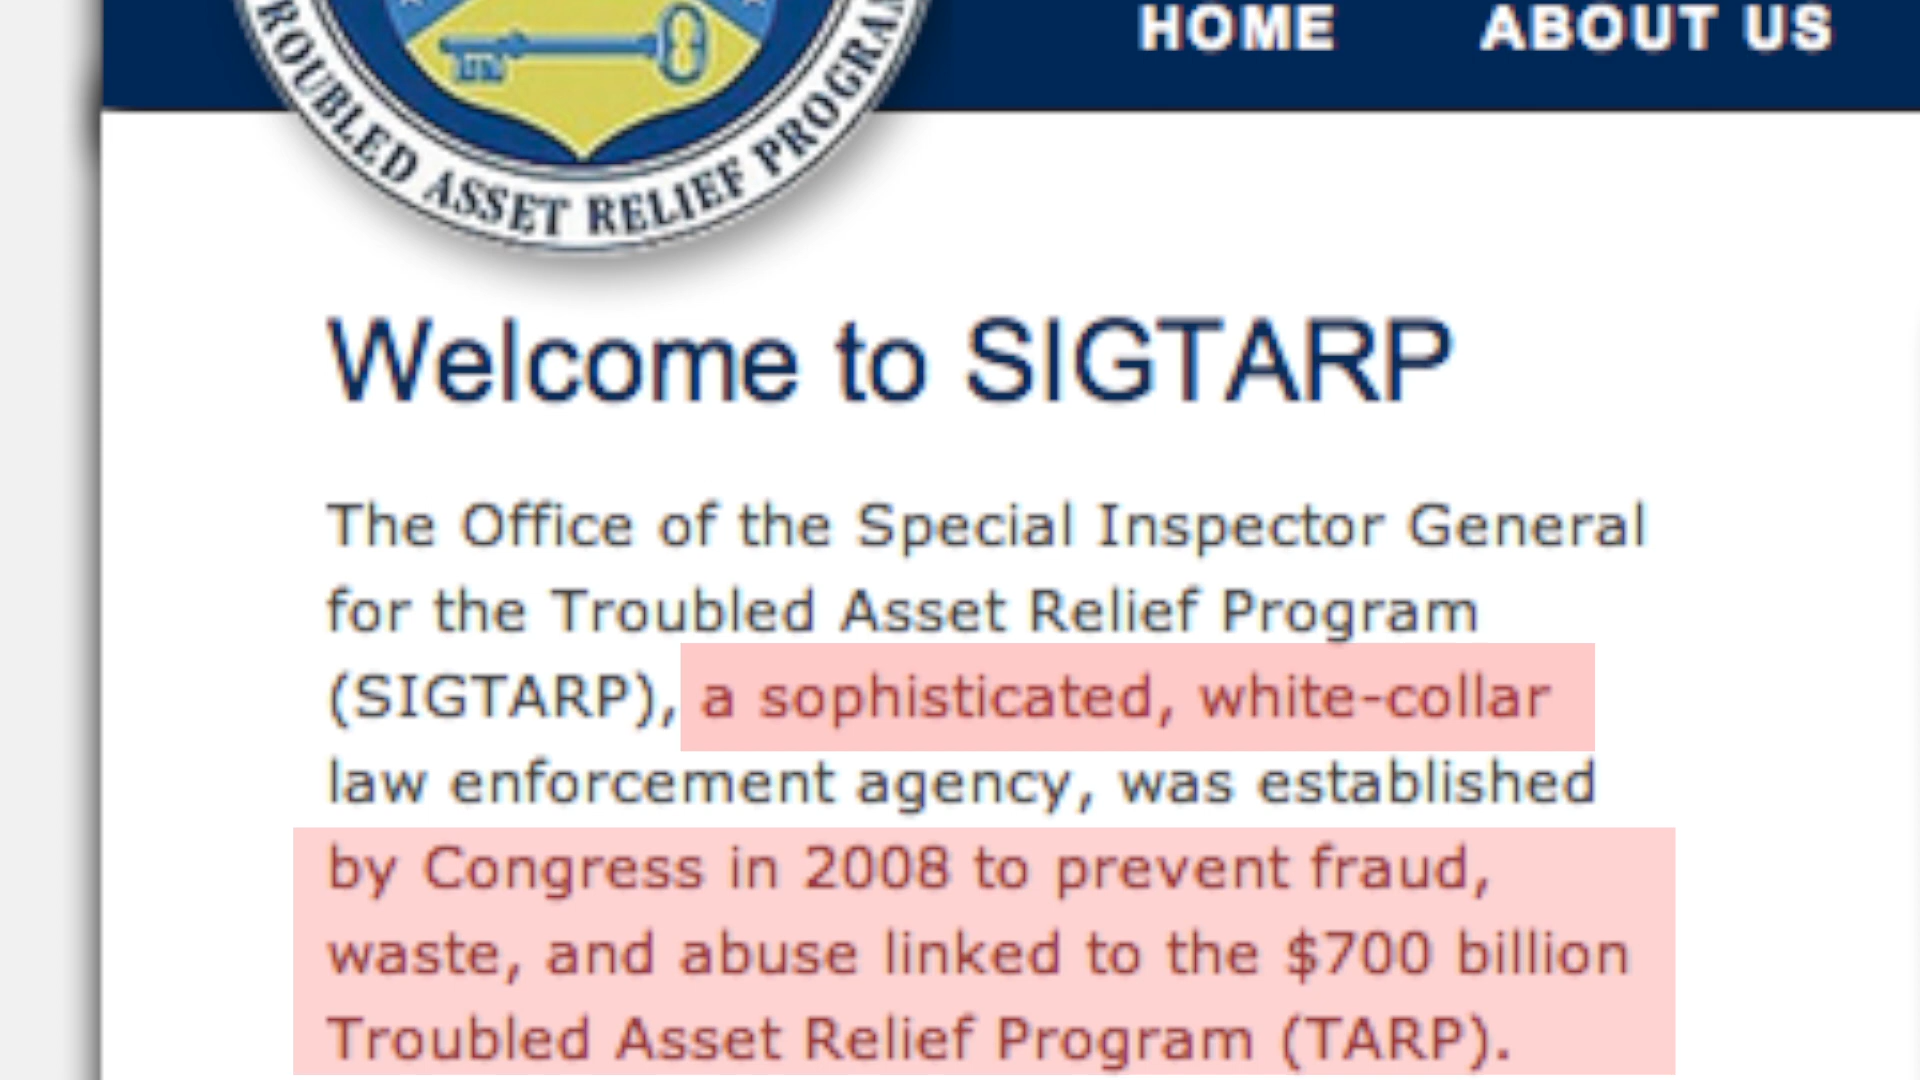 HOME ABOUT US
ROUBLED ASSET RELIEF PROGRAM
Welcome to SIGTARP
The Office of the Special Inspector General
for the Troubled Asset Relief Program
(SIGTARP), a sophisticated, white-collar
law enforcement agency, was established
by Congress in 2008 to prevent fraud,
waste, and abuse linked to the $700 billion
Troubled Asset Relief Program (TARP).